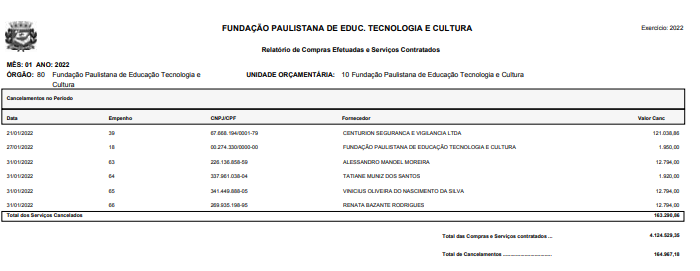 FUNDAÇÃO PAULISTANA DE EDUC. TECNOLOGIA E CULTURA
Exercício: 2022
Relatório de Compras Efetuadas e Serviços Contratados
MÊS: 01 ANO: 2022
ÓRGÃO: 80 Fundação Paulistana de Educação Tecnologia e Cultura UNIDADE ORÇAMENTÁRIA: 10 Fundação Paulistana de Educação Tecnologia e Cultura
Cancelamentos no Período
Data Empenho CNPJ/CPF Fornecedor Valor Canc
21/01/2022 39 67.668.194/0001-79 CENTURION SEGURANCA E VIGILANCIA LTDA 121.038,86
27/01/2022 18 00.274.330/0000-00 FUNDAÇÃO PAULISTANA DE EDUCAÇÃO TECNOLOGIA E CULTURA 1.950,00
31/01/2022 63 226.136.858-59 ALESSANDRO MANOEL MOREIRA 12.794,00
31/01/2022 64 337.961.038-04 TATIANE MUNIZ DOS SANTOS 1.920,00
31/01/2022 65 341.449.888-05 VINICIUS OLIVEIRA DO NASCIMENTO DA SILVA 12.794,00
31/01/2022 66 269.935.198-95 RENATA BAZANTE RODRIGUES 12.794,00
Total dos Serviços Cancelados 163.290,86
Total das Compras e Serviços contratados ... 4.124.529,35
Total de Cancelamentos ................................ 164.967,18